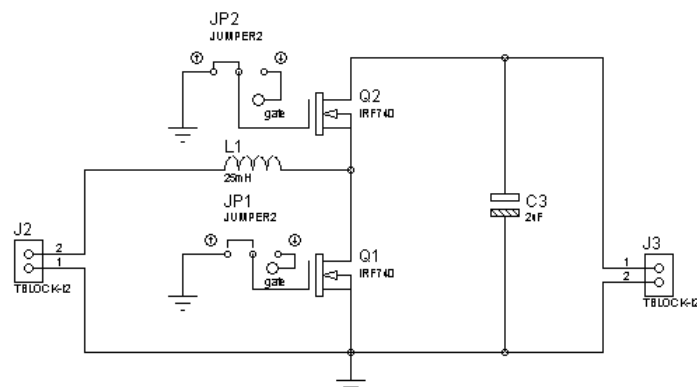 JP2
JUMPER2
gate
Q2
IRF740
L1
25mH
JP1
JUMPER2
gate
Q1
IRF740
C3
2uF
J2
2
1
TBLOCK-I2
J3
1
2
TBLOCK-I2